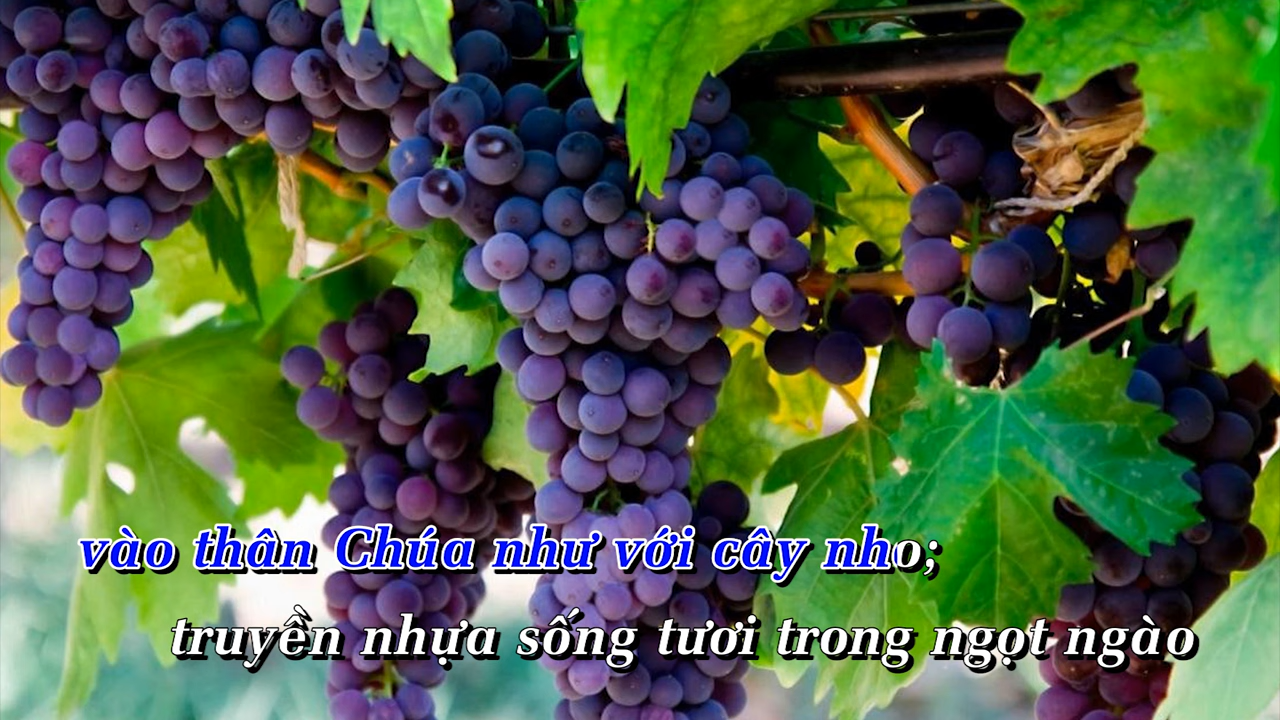 vào thân Chúa như với cây nho;
truyền nhựa sống tươi trong ngọt ngào